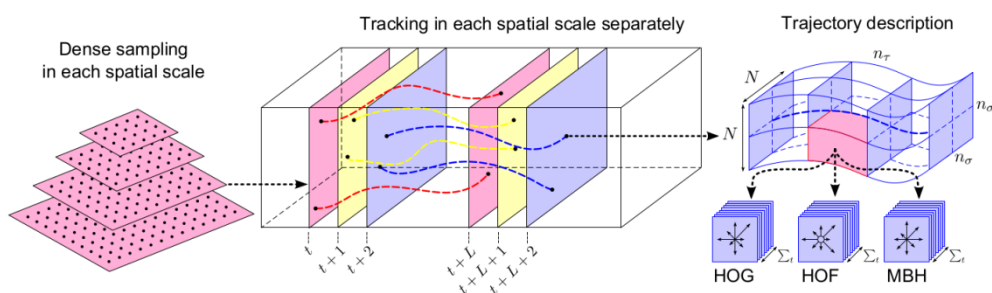 Dense sampling
in each spatial scale
Tracking in each spatial scale separately
Trajectory description
t
t+1
t+2
t+L
t+L+1
t+L+2
N
N
n_τ
n_σ
n_σ
Σ_t
Σ_t
Σ_t
HOG
HOF
MBH